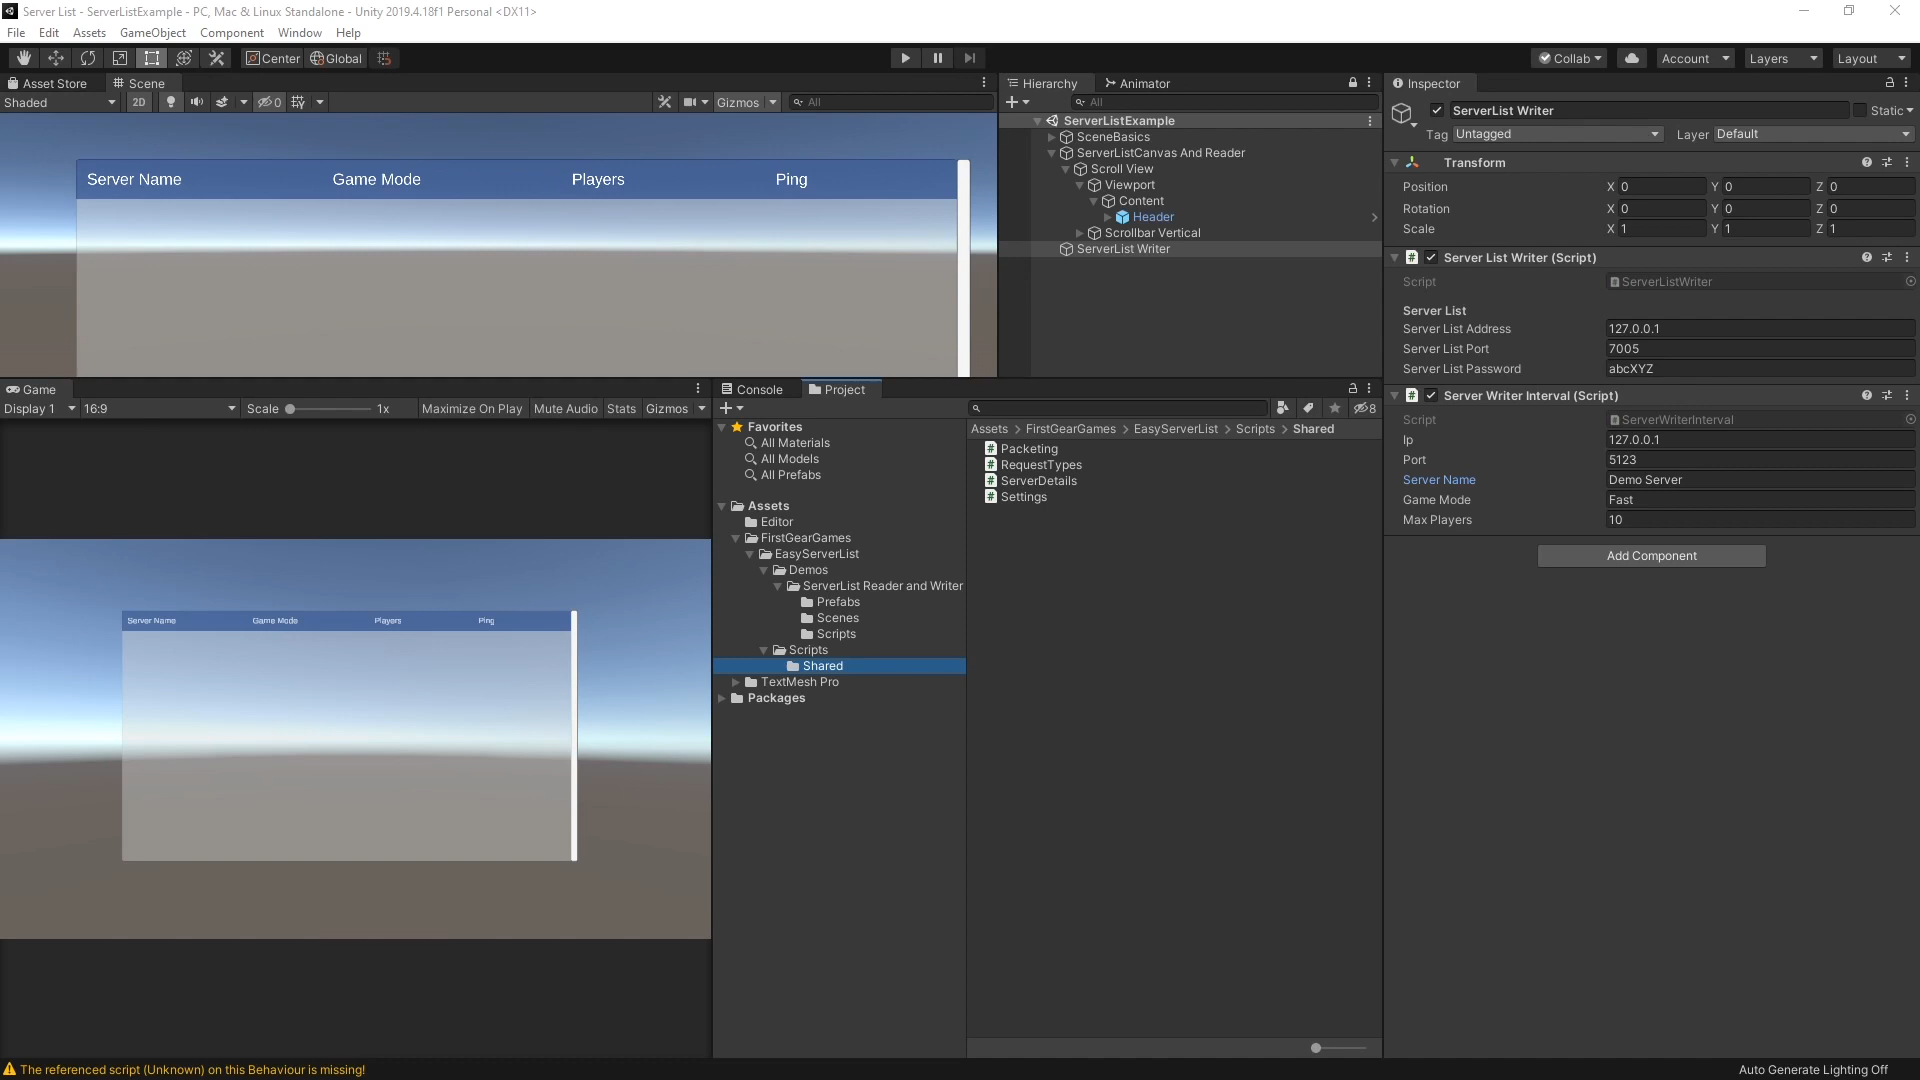 Server List - ServerListExample - PC, Mac & Linux Standalone - Unity 2019.4.18f1 Personal <DX11>
File Edit Assets GameObject Component Window Help
Center Global Collab Account Layers Layout
Asset Store Scene
Shaded 2D 0 Gizmos All
Server Name Game Mode Players Ping
Hierarchy Animator
All
ServerListExample
SceneBasics
ServerListCanvas And Reader
Scroll View
Viewport
Content
Header
Scrollbar Vertical
ServerList Writer
Inspector
ServerList Writer Static
Tag Untagged Layer Default
Transform
Position X 0 Y 0 Z 0
Rotation X 0 Y 0 Z 0
Scale X 1 Y 1 Z 1
Server List Writer (Script)
Script ServerListWriter
Server List
Server List Address 127.0.0.1
Server List Port 7005
Server List Password abcXYZ
Server Writer Interval (Script)
Script ServerWriterInterval
Ip 127.0.0.1
Port 5123
Server Name Demo Server
Game Mode Fast
Max Players 10
Add Component
Game
Display 1 16:9 Scale 1x Maximize On Play Mute Audio Stats Gizmos
Server Name Game Mode Players Ping
Console Project
8
Favorites
All Materials
All Models
All Prefabs
Assets
Editor
FirstGearGames
EasyServerList
Demos
ServerList Reader and Writer
Prefabs
Scenes
Scripts
Scripts
Shared
TextMesh Pro
Packages
Assets > FirstGearGames > EasyServerList > Scripts > Shared
Packeting
RequestTypes
ServerDetails
Settings
The referenced script (Unknown) on this Behaviour is missing!
Auto Generate Lighting Off